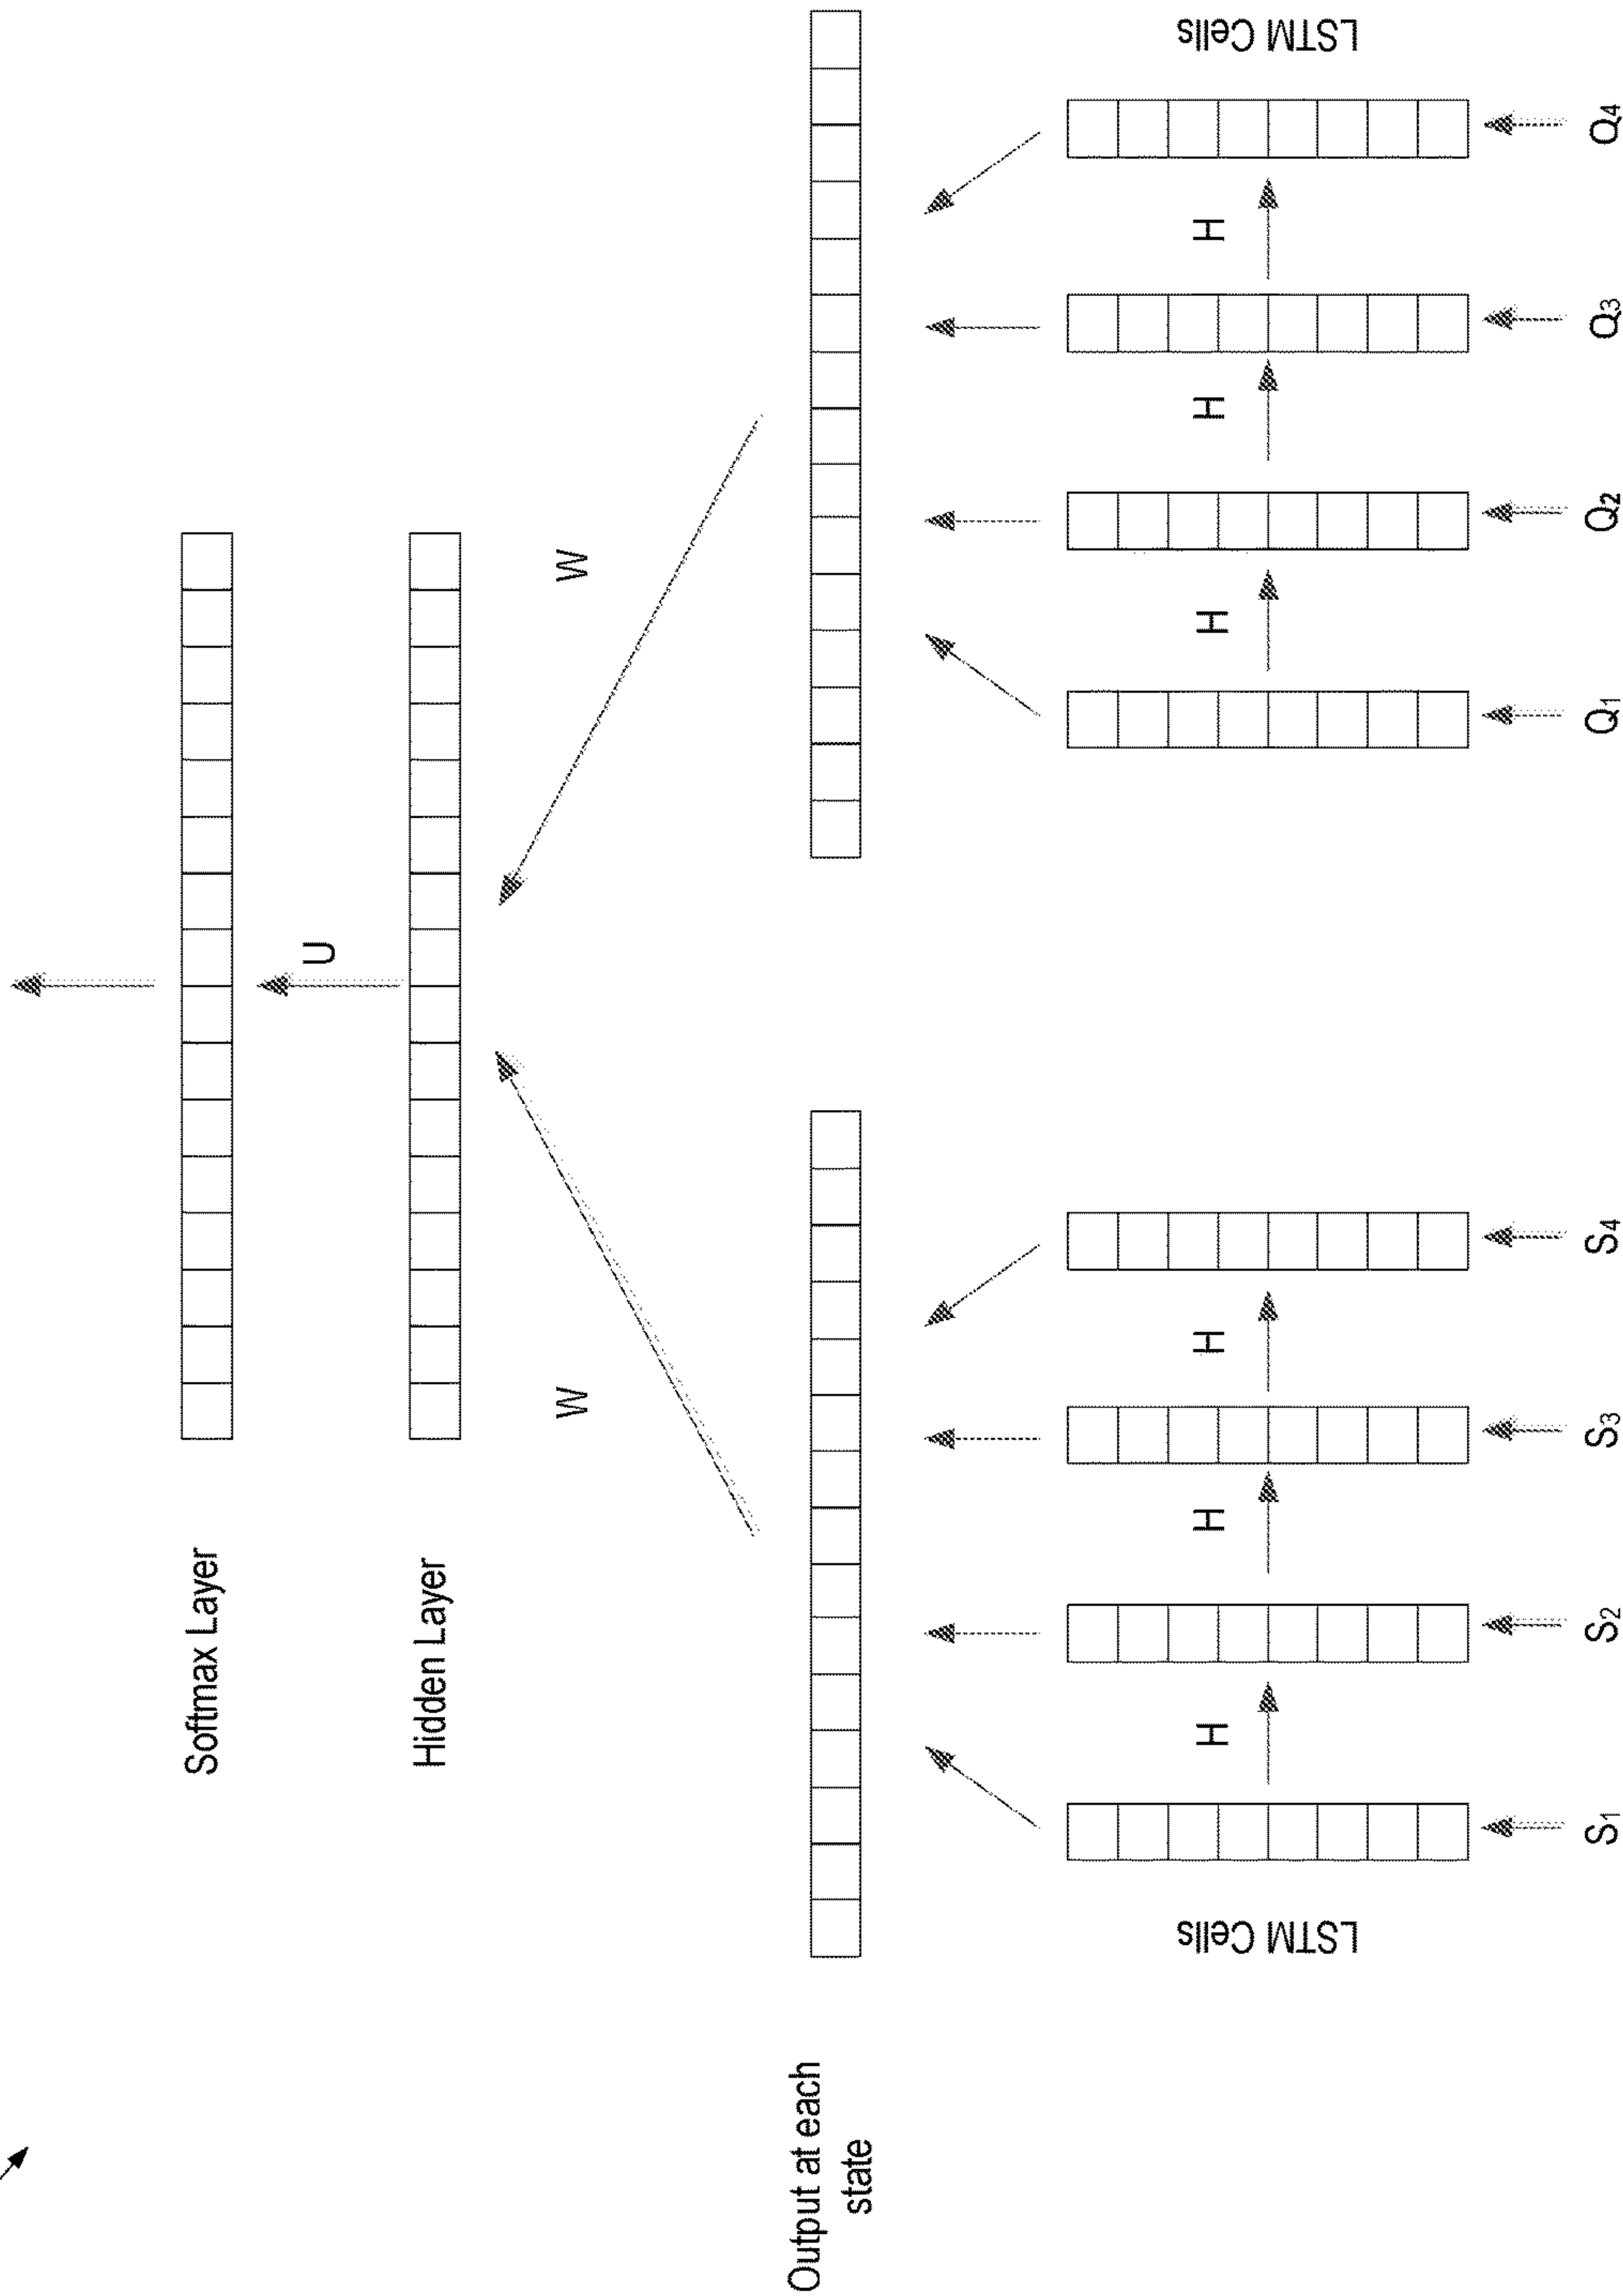 Softmax Layer
U
Hidden Layer
W
W
Output at each
state
LSTM Cells
H
H
H
H
H
H
LSTM Cells
S1
S2
S3
S4
Q1
Q2
Q3
Q4